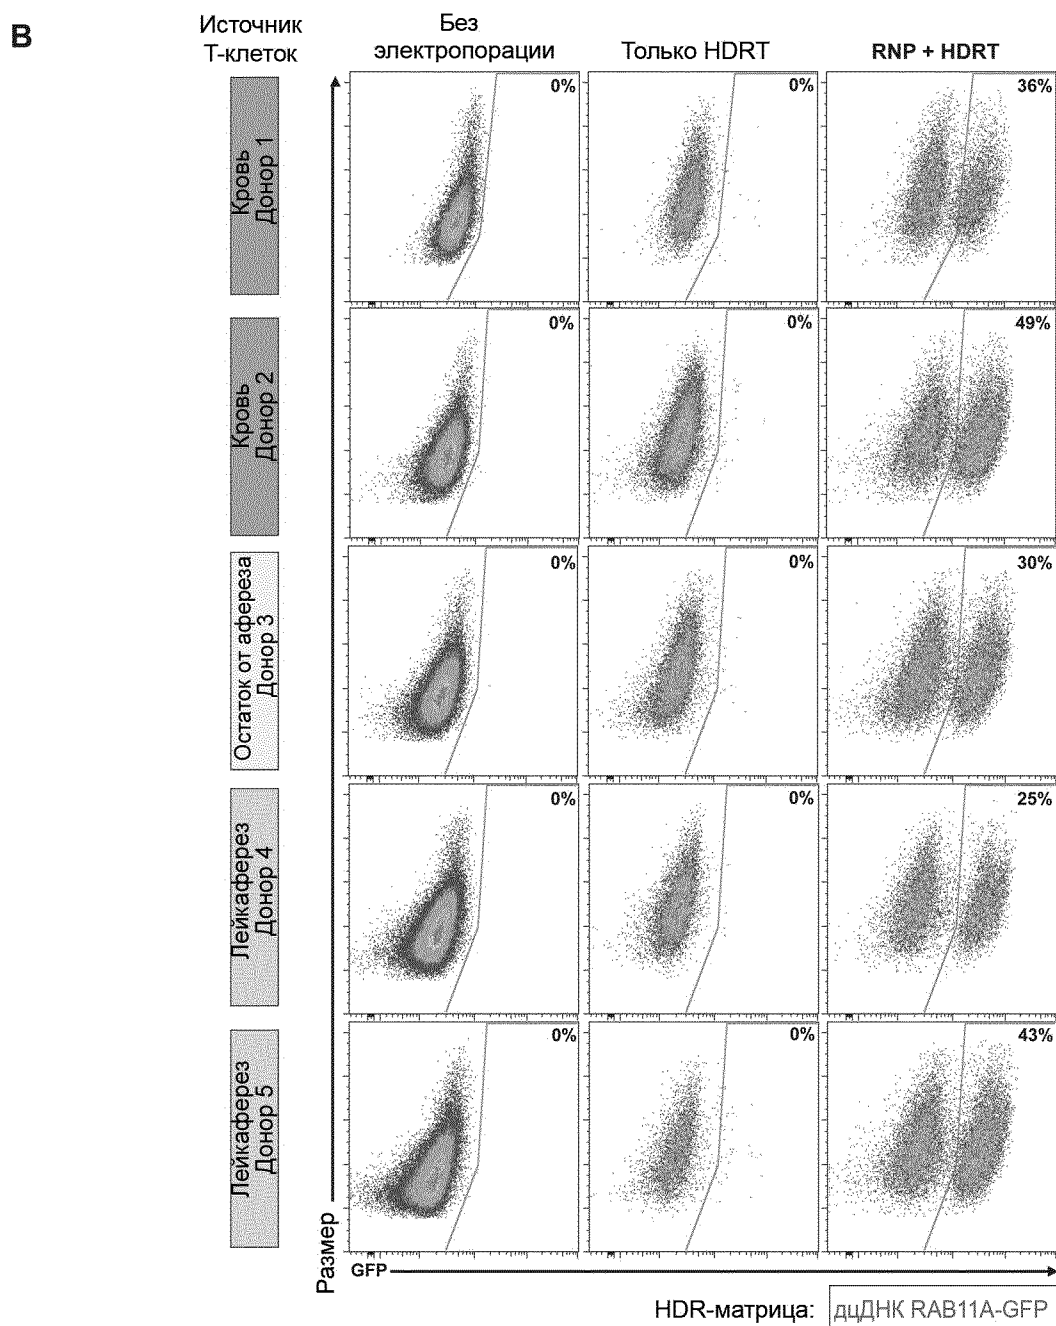 B
Источник
Т-клеток
Без
электропорации
Только HDRT
RNP + HDRT
Кровь
Донор 1
0%
0%
36%
Кровь
Донор 2
0%
0%
49%
Остаток от афереза
Донор 3
0%
0%
30%
Лейкаферез
Донор 4
0%
0%
25%
Лейкаферез
Донор 5
0%
0%
43%
Размер
GFP
HDR-матрица:
дцДНК RAB11A-GFP